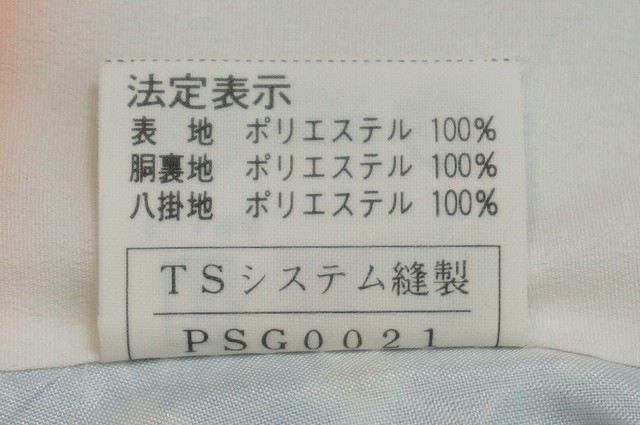 法定表示
表 地 ポリエステル 100%
胴裏地 ポリエステル 100%
八掛地 ポリエステル 100%
TSシステム縫製
PSG0021